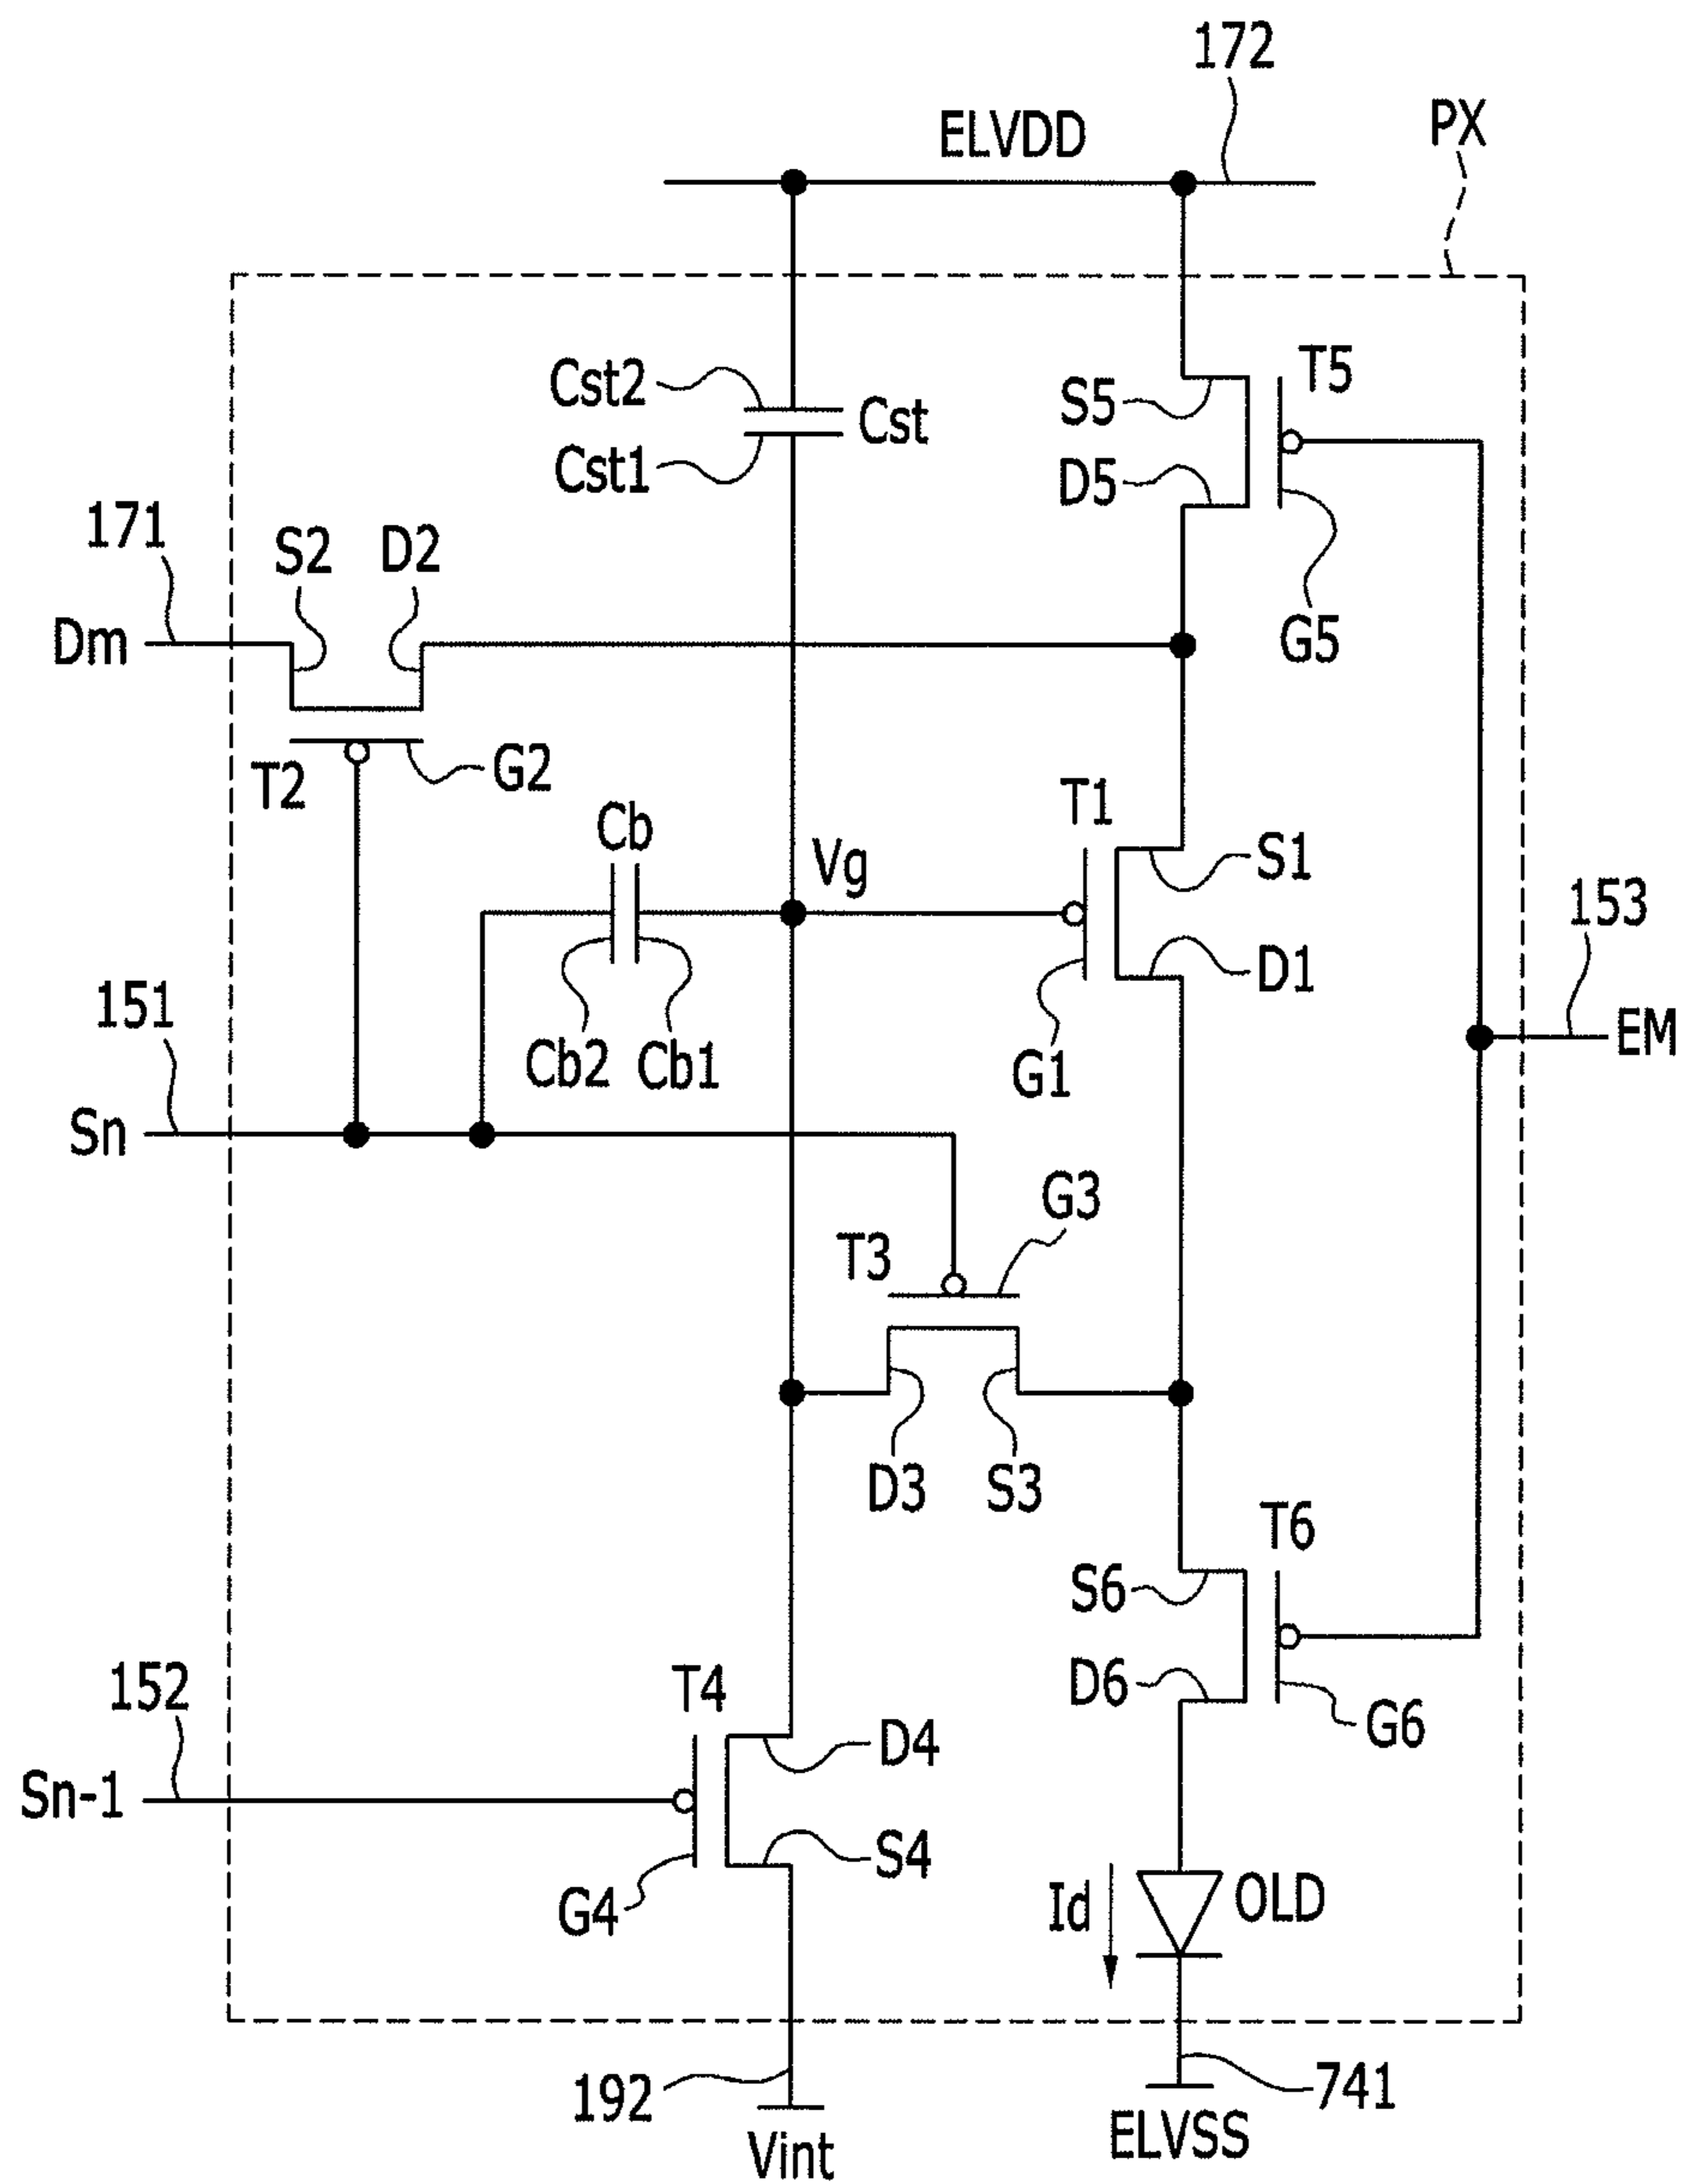 172
ELVDD
PX
Cst2
Cst
Cst1
S5
T5
D5
G5
171
S2
D2
Dm
T2
G2
Cb
Vg
T1
S1
D1
G1
153
EM
151
Cb2
Cb1
Sn
G3
T3
D3
S3
T6
S6
D6
G6
152
T4
D4
Sn-1
S4
G4
Id
OLD
192
741
Vint
ELVSS